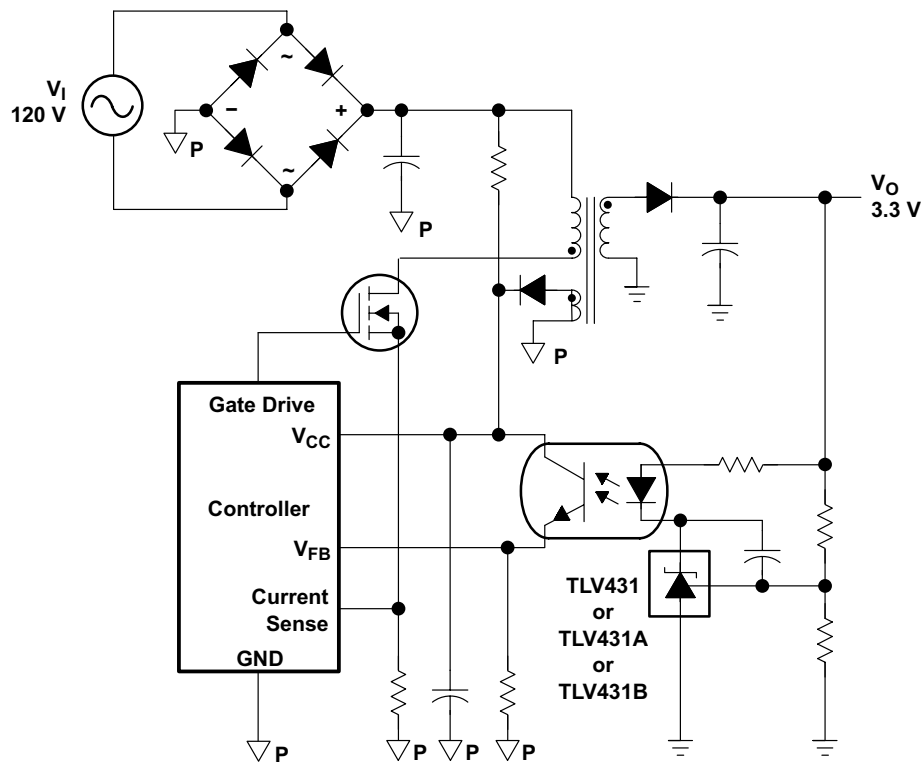 ~
V_I
120 V
–
+
P
P
~
V_O
3.3 V
P
Gate Drive
V_CC
Controller
V_FB
Current
Sense
GND
TLV431
or
TLV431A
or
TLV431B
P
P
P
P